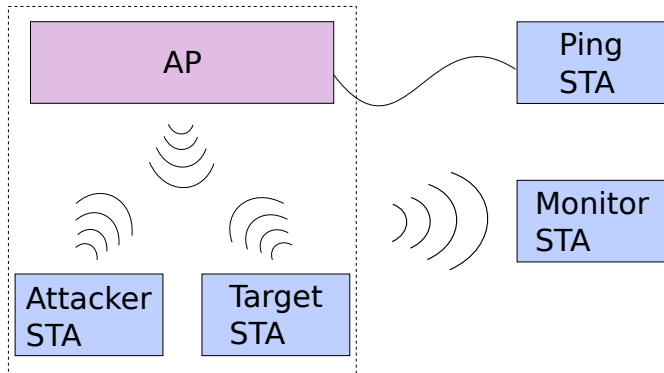 AP
Ping
STA
Monitor
STA
Attacker
STA
Target
STA